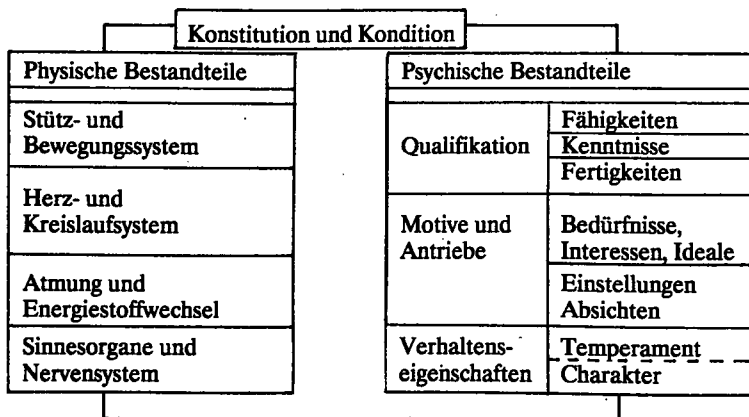 Konstitution und Kondition
Physische Bestandteile
Stütz- und
Bewegungssystem
Herz- und
Kreislaufsystem
Atmung und
Energiestoffwechsel
Sinnesorgane und
Nervensystem
Psychische Bestandteile
Qualifikation
Fähigkeiten
Kenntnisse
Fertigkeiten
Motive und
Antriebe
Bedürfnisse,
Interessen, Ideale
Einstellungen
Absichten
Verhaltens-
eigenschaften
Temperament
Charakter